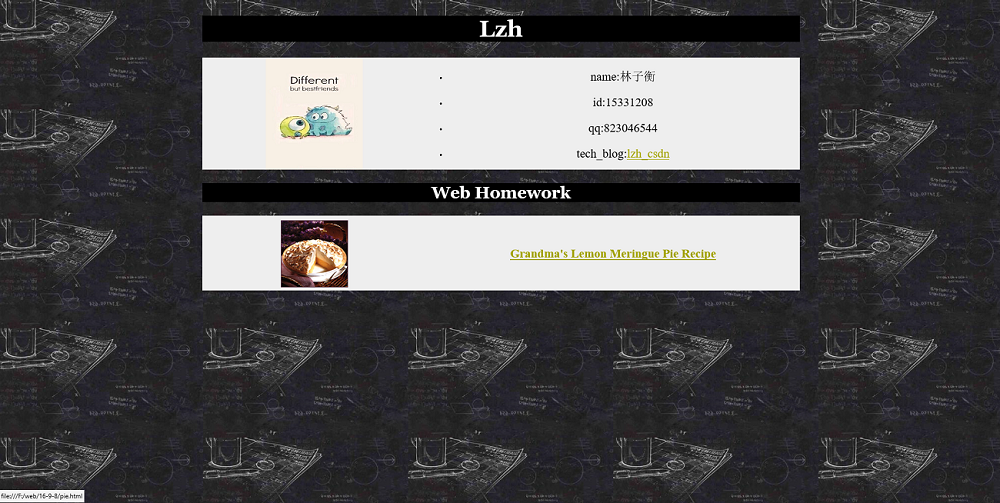 Lzh
Different
but bestfriends
name:林子衡
id:15331208
qq:823046544
tech_blog:lzh_csdn
Web Homework
Grandma's Lemon Meringue Pie Recipe
file:///F:/web/16-9-8/pie.html